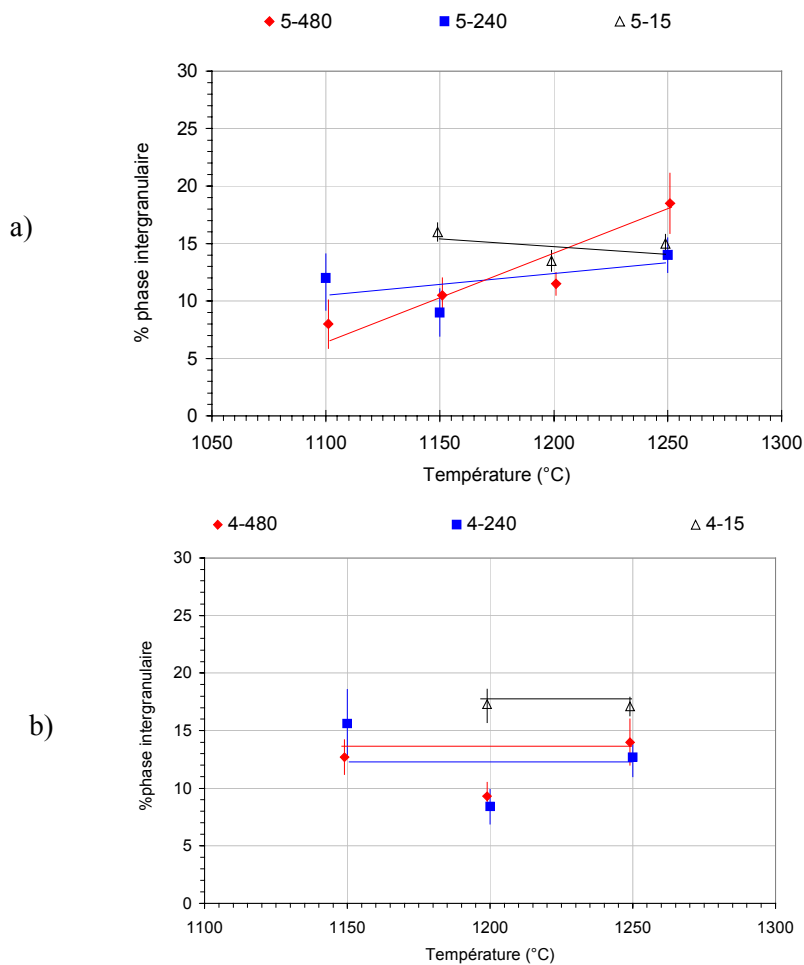 5-480 5-240 5-15
a)
% phase intergranulaire
30
25
20
15
10
5
0
1050 1100 1150 1200 1250 1300
Température (°C)
4-480 4-240 4-15
b)
%phase intergranulaire
30
25
20
15
10
5
0
1100 1150 1200 1250 1300
Température (°C)